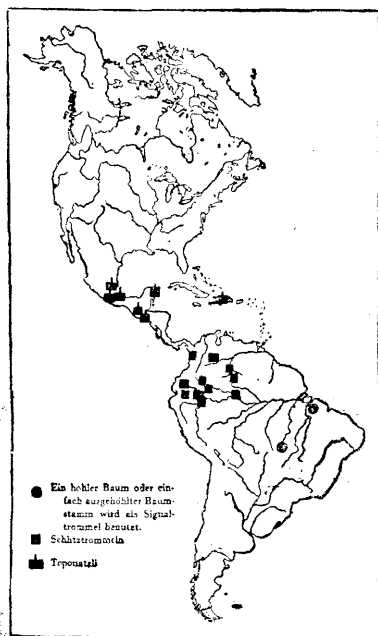 Ein hohler Baum oder ein-
fach ausgehöhlter Baum-
stamm wird als Signal-
trommel benutzt.
Schlitztrommeln
Teponatzli